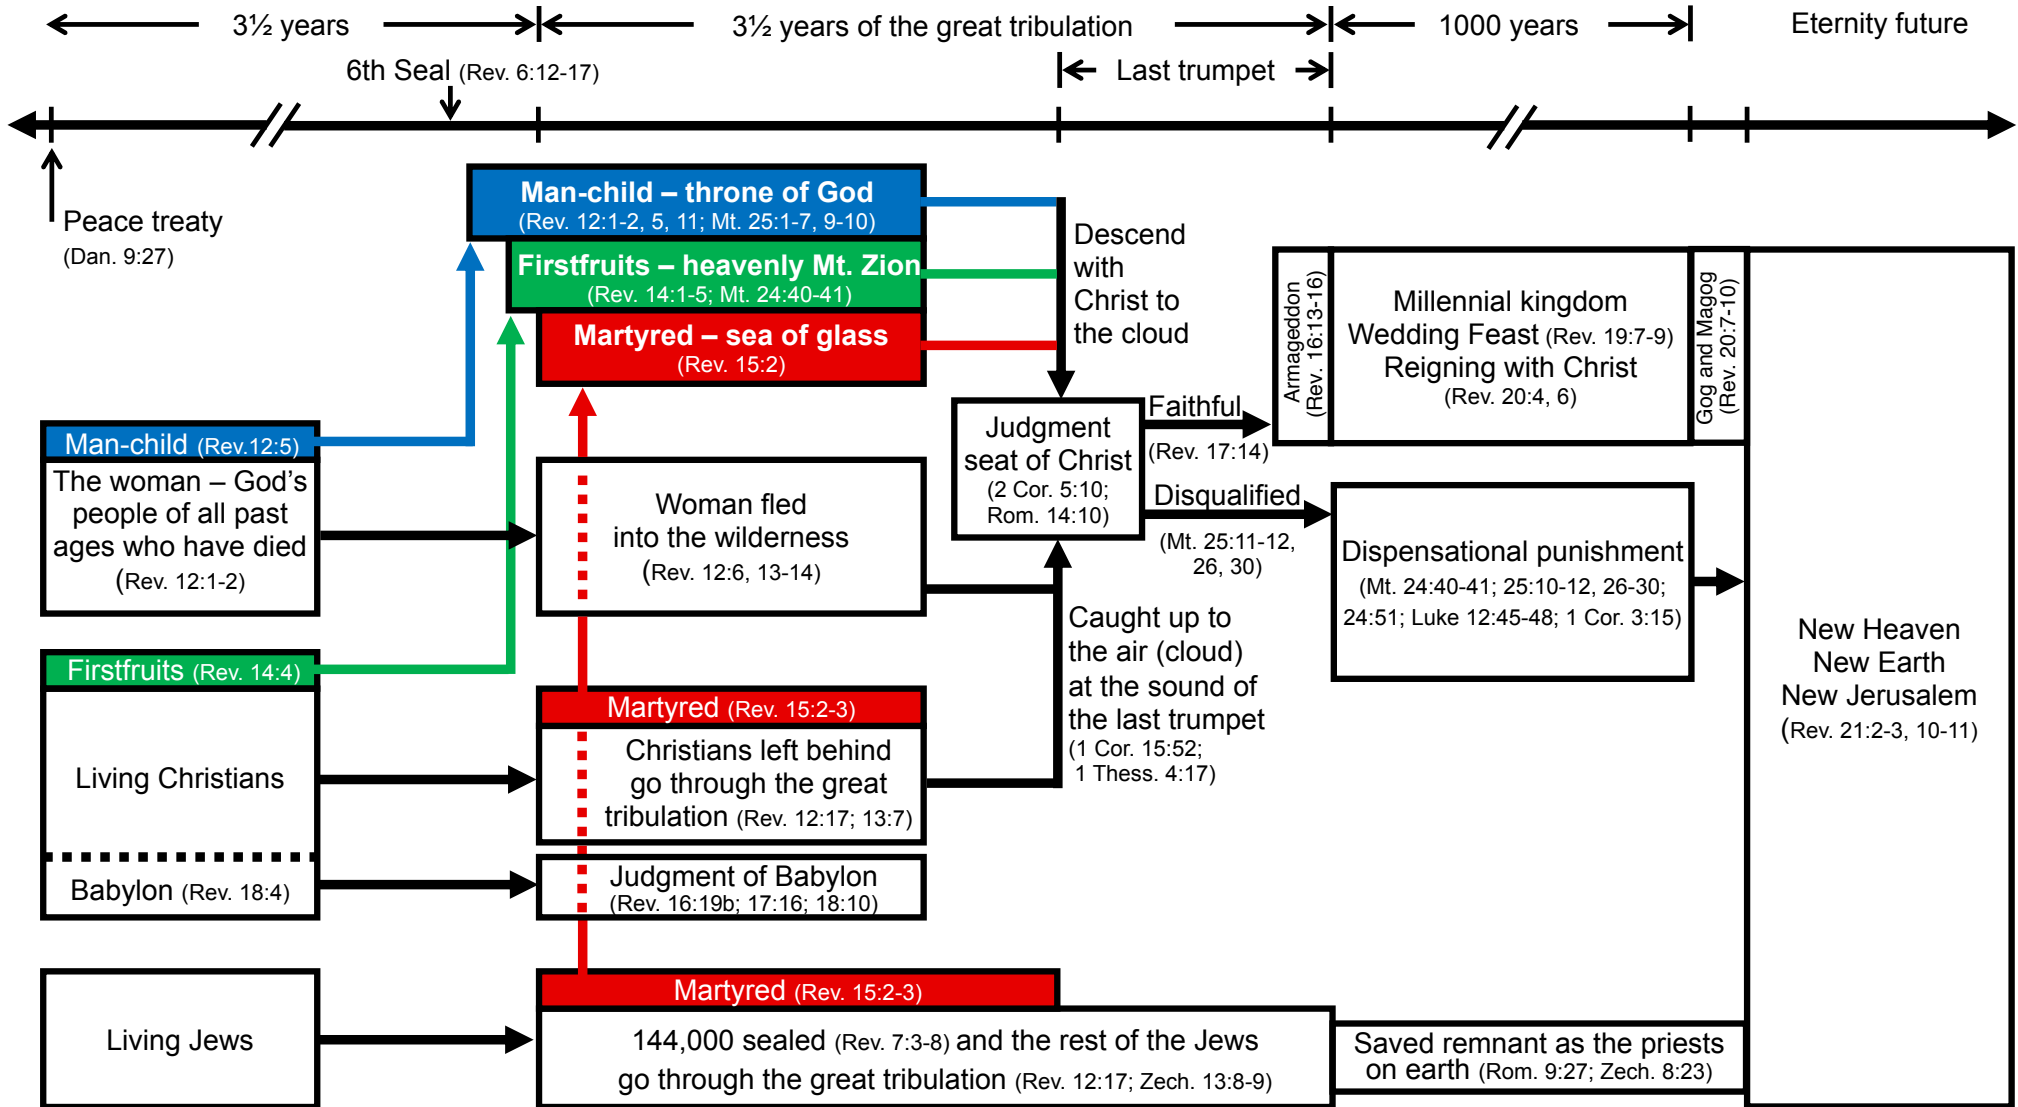 3½ years
3½ years of the great tribulation
1000 years
Eternity future
6th Seal (Rev. 6:12-17)
Last trumpet
Peace treaty
(Dan. 9:27)
Man-child – throne of God
(Rev. 12:1-2, 5, 11; Mt. 25:1-7, 9-10)
Firstfruits – heavenly Mt. Zion
(Rev. 14:1-5; Mt. 24:40-41)
Martyred – sea of glass
(Rev. 15:2)
Descend
with
Christ to
the cloud
Armageddon
(Rev. 16:13-16)
Millennial kingdom
Wedding Feast (Rev. 19:7-9)
Reigning with Christ
(Rev. 20:4, 6)
Gog and Magog
(Rev. 20:7-10)
Man-child (Rev.12:5)
The woman – God's
people of all past
ages who have died
(Rev. 12:1-2)
Woman fled
into the wilderness
(Rev. 12:6, 13-14)
Judgment
seat of Christ
(2 Cor. 5:10;
Rom. 14:10)
Faithful
(Rev. 17:14)
Disqualified
(Mt. 25:11-12,
26, 30)
Dispensational punishment
(Mt. 24:40-41; 25:10-12, 26-30;
24:51; Luke 12:45-48; 1 Cor. 3:15)
Caught up to
the air (cloud)
at the sound of
the last trumpet
(1 Cor. 15:52;
1 Thess. 4:17)
New Heaven
New Earth
New Jerusalem
(Rev. 21:2-3, 10-11)
Firstfruits (Rev. 14:4)
Living Christians
Babylon (Rev. 18:4)
Martyred (Rev. 15:2-3)
Christians left behind
go through the great
tribulation (Rev. 12:17; 13:7)
Judgment of Babylon
(Rev. 16:19b; 17:16; 18:10)
Living Jews
Martyred (Rev. 15:2-3)
144,000 sealed (Rev. 7:3-8) and the rest of the Jews
go through the great tribulation (Rev. 12:17; Zech. 13:8-9)
Saved remnant as the priests
on earth (Rom. 9:27; Zech. 8:23)